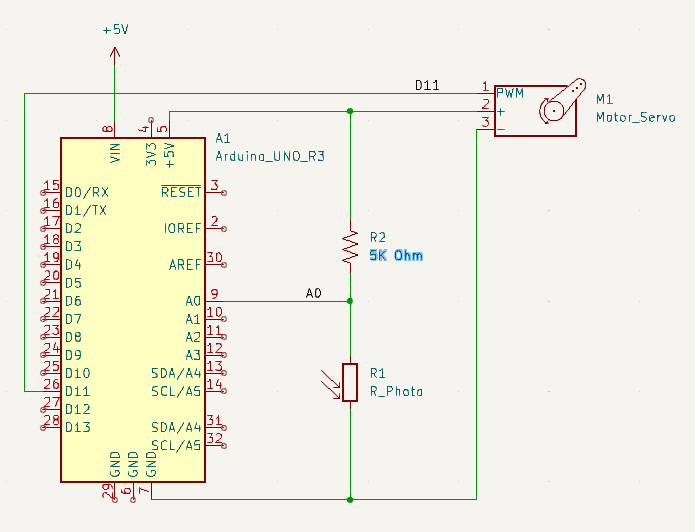 +5V
D11
1 PWM
2 +
3 -
M1
Motor_Servo
8 4 5
VIN 3V3 +5V
A1
Arduino_UNO_R3
15 D0/RX RESET 3
16 D1/TX
17 D2 IOREF 2
18 D3
19 D4 AREF 30
20 D5
21 D6 A0 9
A0
22 D7 A1 10
23 D8 A2 11
24 D9 A3 12
25 D10 SDA/A4 13
26 D11 SCL/A5 14
27 D12
28 D13 SDA/A4 31
SCL/A5 32
GND GND GND
29 6 7
R2
5K Ohm
R1
R_Photo